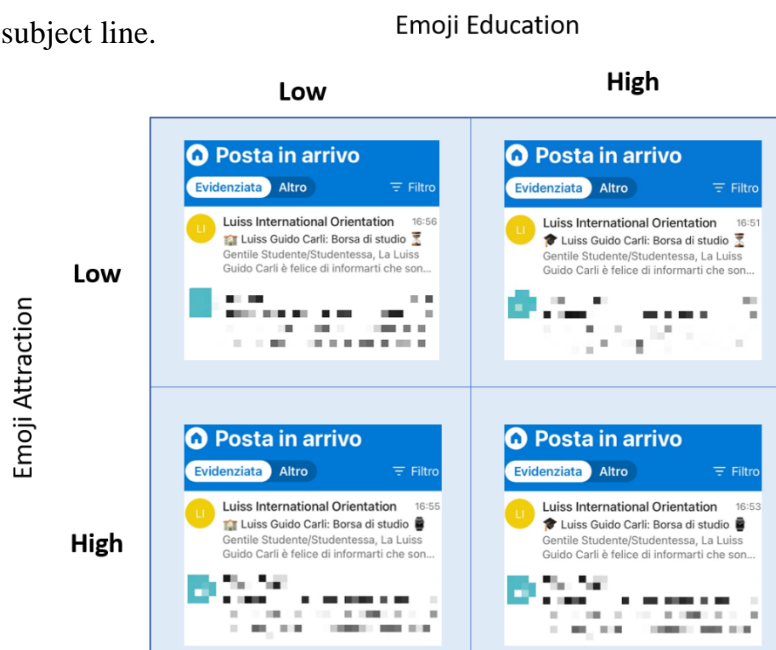 subject line.
Emoji Education
Low
High
Emoji Attraction
Low
Posta in arrivo
Evidenziata Altro Filtro
LI
Luiss International Orientation 16:56
🏫 Luiss Guido Carli: Borsa di studio ⏳
Gentile Studente/Studentessa, La Luiss
Guido Carli è felice di informarti che son...
Posta in arrivo
Evidenziata Altro Filtro
LI
Luiss International Orientation 16:51
🎓 Luiss Guido Carli: Borsa di studio ⏳
Gentile Studente/Studentessa, La Luiss
Guido Carli è felice di informarti che son...
High
Posta in arrivo
Evidenziata Altro Filtro
LI
Luiss International Orientation 16:55
🏫 Luiss Guido Carli: Borsa di studio ⌚
Gentile Studente/Studentessa, La Luiss
Guido Carli è felice di informarti che son...
Posta in arrivo
Evidenziata Altro Filtro
LI
Luiss International Orientation 16:53
🎓 Luiss Guido Carli: Borsa di studio ⌚
Gentile Studente/Studentessa, La Luiss
Guido Carli è felice di informarti che son...